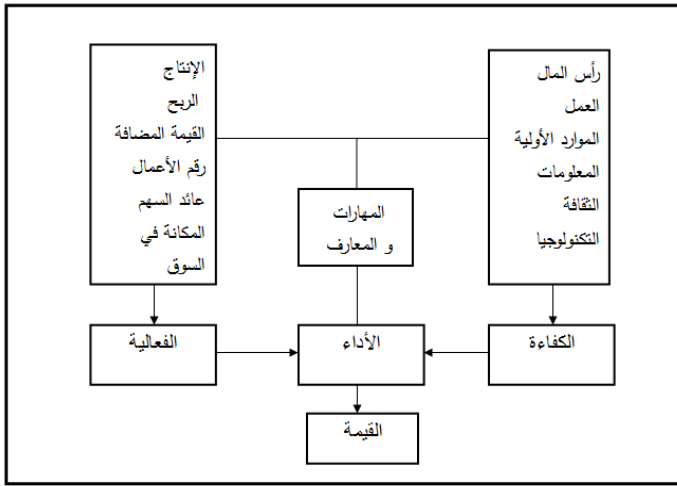 رأس المال
العمل
الموارد الأولية
المعلومات
الثقافة
التكنولوجيا
الإنتاج
الربح
القيمة المضافة
رقم الأعمال
عائد السهم
المكانة في
السوق
المهارات
و المعارف
الكفاءة
الأداء
الفعالية
القيمة